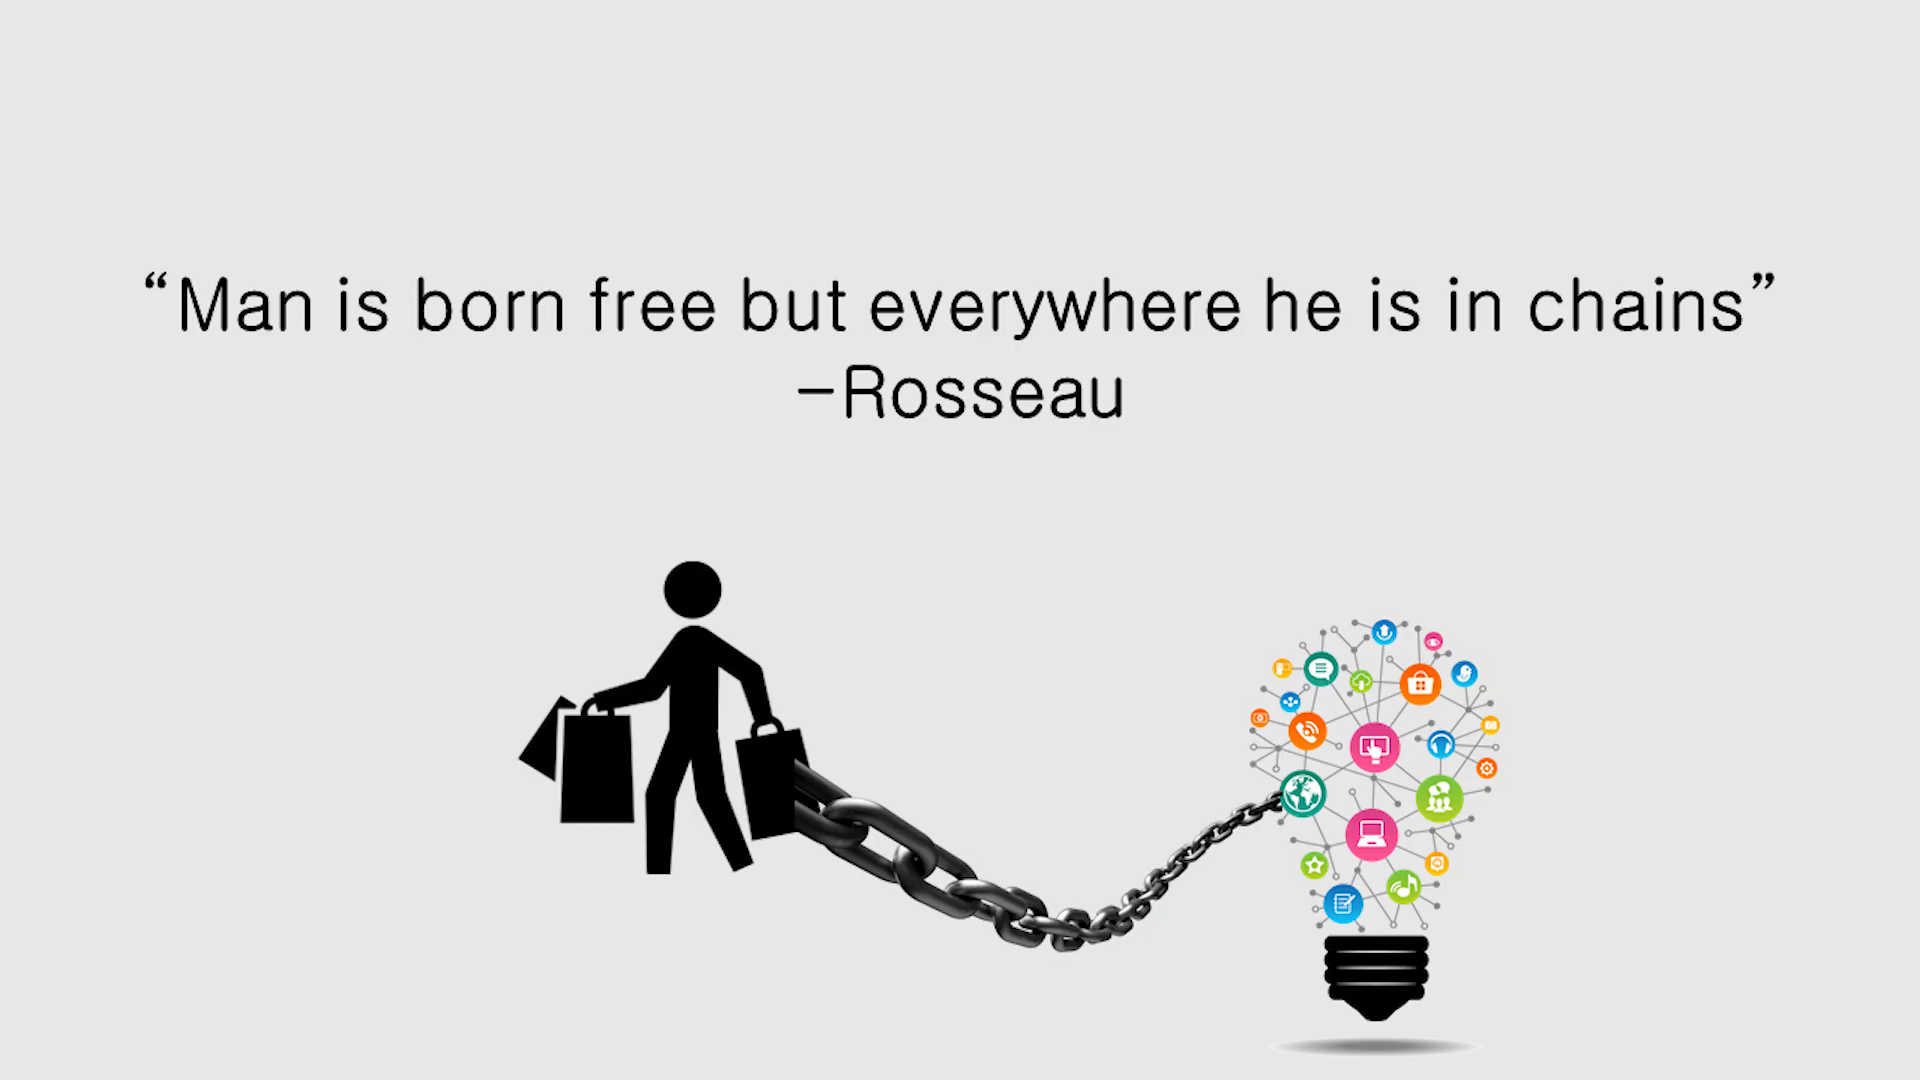 “Man is born free but everywhere he is in chains”
-Rosseau